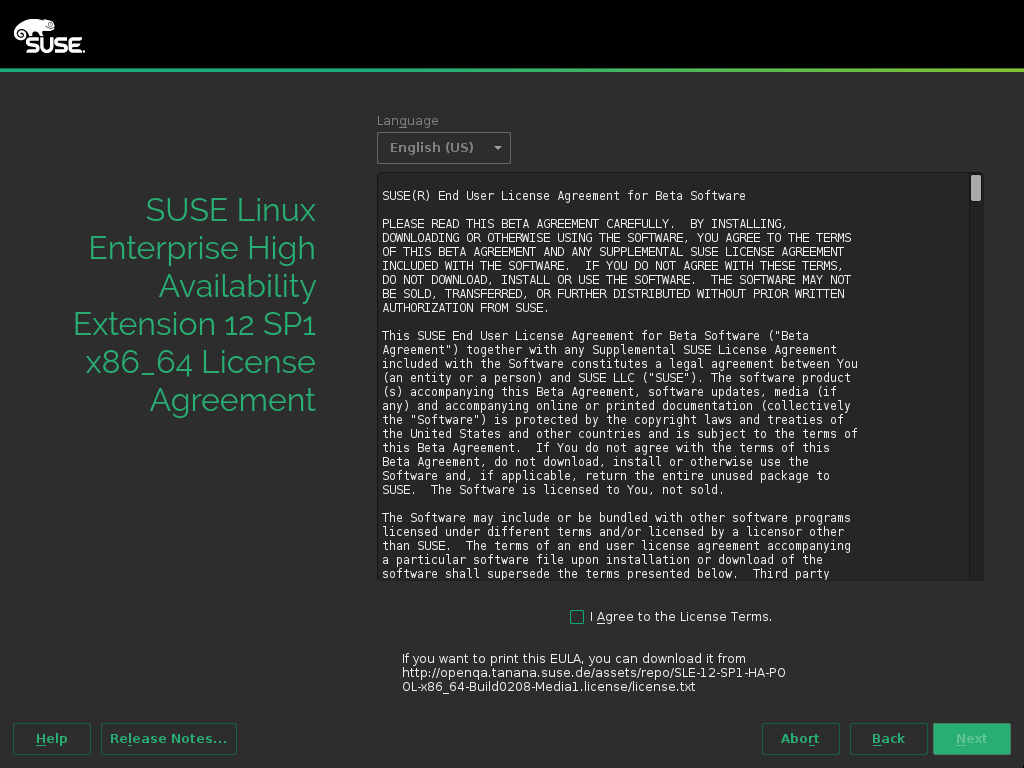 SUSE.
Language
English (US)
SUSE Linux
Enterprise High
Availability
Extension 12 SP1
x86_64 License
Agreement
SUSE(R) End User License Agreement for Beta Software
PLEASE READ THIS BETA AGREEMENT CAREFULLY.  BY INSTALLING,
DOWNLOADING OR OTHERWISE USING THE SOFTWARE, YOU AGREE TO THE TERMS
OF THIS BETA AGREEMENT AND ANY SUPPLEMENTAL SUSE LICENSE AGREEMENT
INCLUDED WITH THE SOFTWARE.  IF YOU DO NOT AGREE WITH THESE TERMS,
DO NOT DOWNLOAD, INSTALL OR USE THE SOFTWARE.  THE SOFTWARE MAY NOT
BE SOLD, TRANSFERRED, OR FURTHER DISTRIBUTED WITHOUT PRIOR WRITTEN
AUTHORIZATION FROM SUSE.
This SUSE End User License Agreement for Beta Software ("Beta
Agreement") together with any Supplemental SUSE License Agreement
included with the Software constitutes a legal agreement between You
(an entity or a person) and SUSE LLC ("SUSE"). The software product
(s) accompanying this Beta Agreement, software updates, media (if
any) and accompanying online or printed documentation (collectively
the "Software") is protected by the copyright laws and treaties of
the United States and other countries and is subject to the terms of
this Beta Agreement.  If You do not agree with the terms of this
Beta Agreement, do not download, install or otherwise use the
Software and, if applicable, return the entire unused package to
SUSE.  The Software is licensed to You, not sold.
The Software may include or be bundled with other software programs
licensed under different terms and/or licensed by a licensor other
than SUSE.  The terms of an end user license agreement accompanying
a particular software file upon installation or download of the
software shall supersede the terms presented below.  Third party
I Agree to the License Terms.
If you want to print this EULA, you can download it from
http://openqa.tanana.suse.de/assets/repo/SLE-12-SP1-HA-PO
OL-x86_64-Build0208-Media1.license/license.txt
Help
Release Notes...
Abort
Back
Next